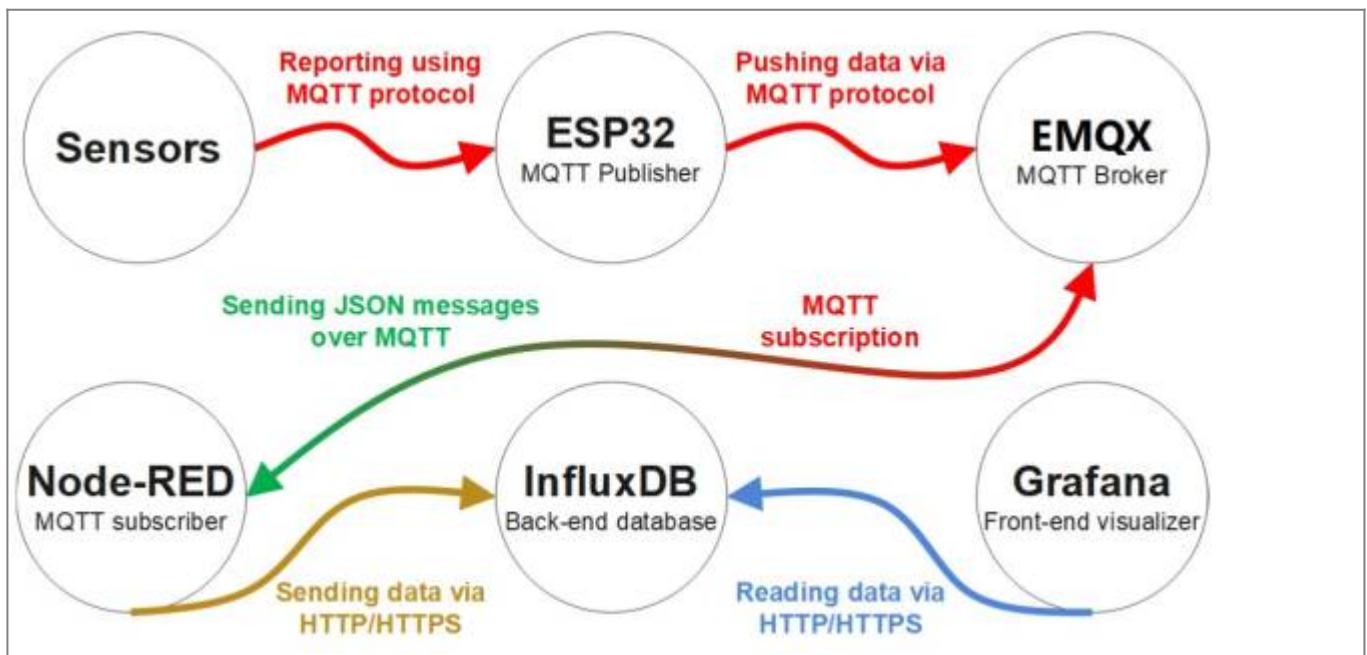 Reporting using
MQTT protocol
Pushing data via
MQTT protocol
Sensors
ESP32
MQTT Publisher
EMQX
MQTT Broker
Sending JSON messages
over MQTT
MQTT
subscription
Node-RED
MQTT subscriber
InfluxDB
Back-end database
Grafana
Front-end visualizer
Sending data via
HTTP/HTTPS
Reading data via
HTTP/HTTPS